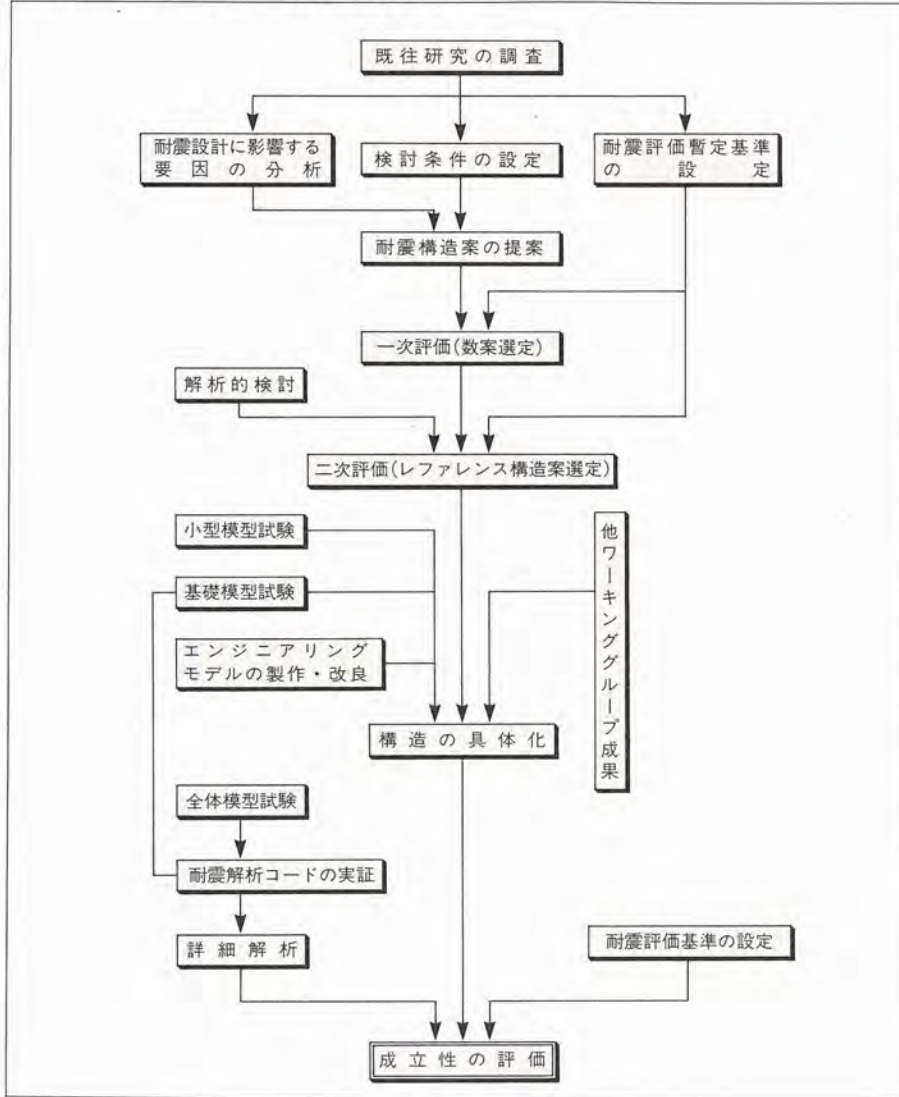 既往研究の調査
耐震設計に影響する
要因の分析
検討条件の設定
耐震評価暫定基準
の設定
耐震構造案の提案
一次評価(数案選定)
解析的検討
二次評価(レファレンス構造案選定)
小型模型試験
基礎模型試験
エンジニアリング
モデルの製作・改良
他ワーキンググループ成果
構造の具体化
全体模型試験
耐震解析コードの実証
詳細解析
耐震評価基準の設定
成立性の評価